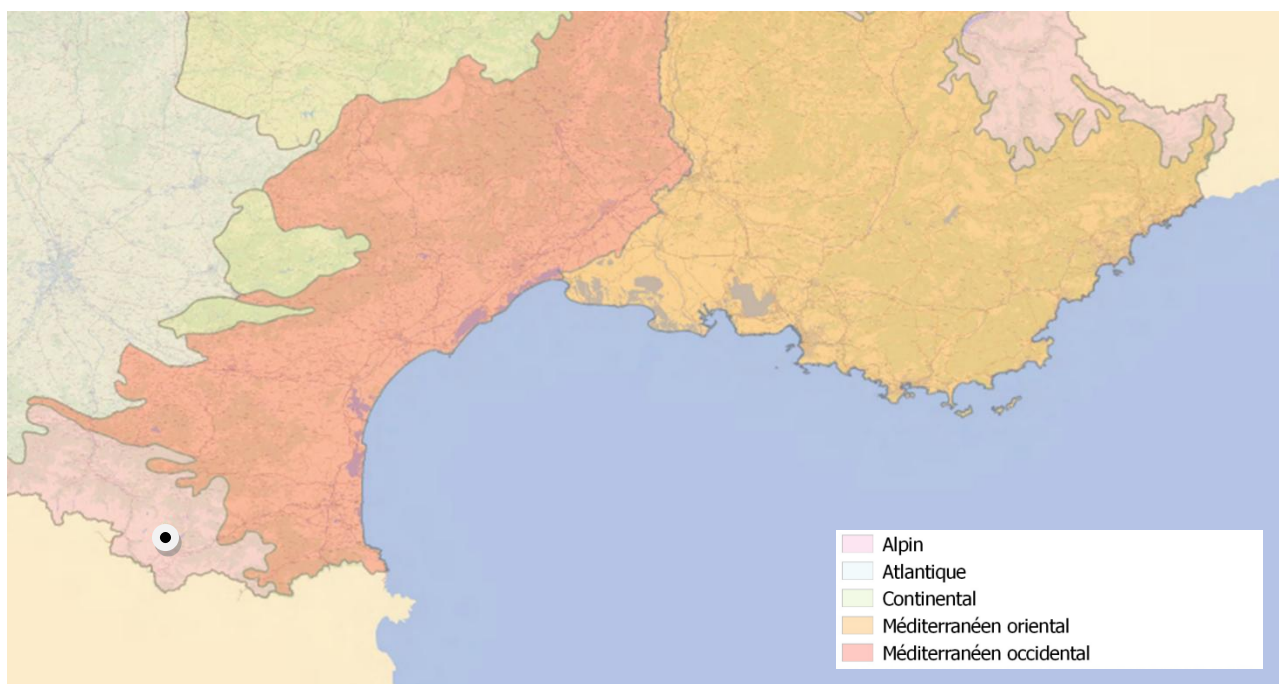 Alpin
Atlantique
Continental
Méditerranéen oriental
Méditerranéen occidental